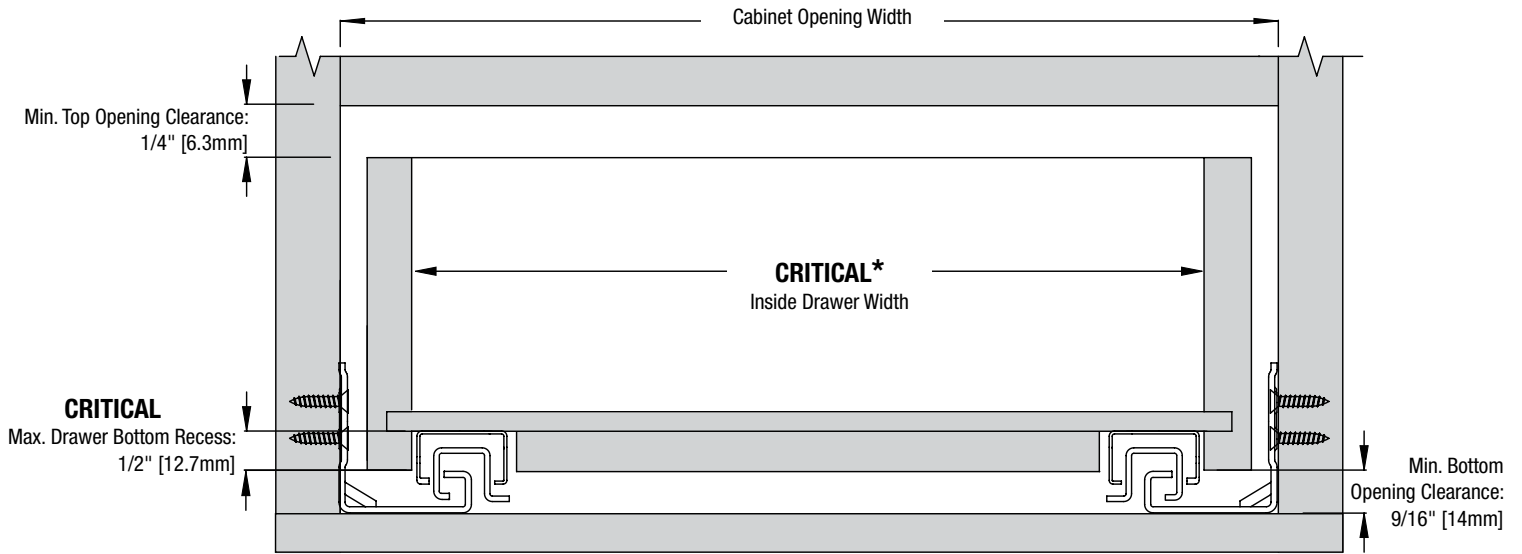 Cabinet Opening Width
Min. Top Opening Clearance:
1/4" [6.3mm]
CRITICAL*
Inside Drawer Width
CRITICAL
Max. Drawer Bottom Recess:
1/2" [12.7mm]
Min. Bottom
Opening Clearance:
9/16" [14mm]